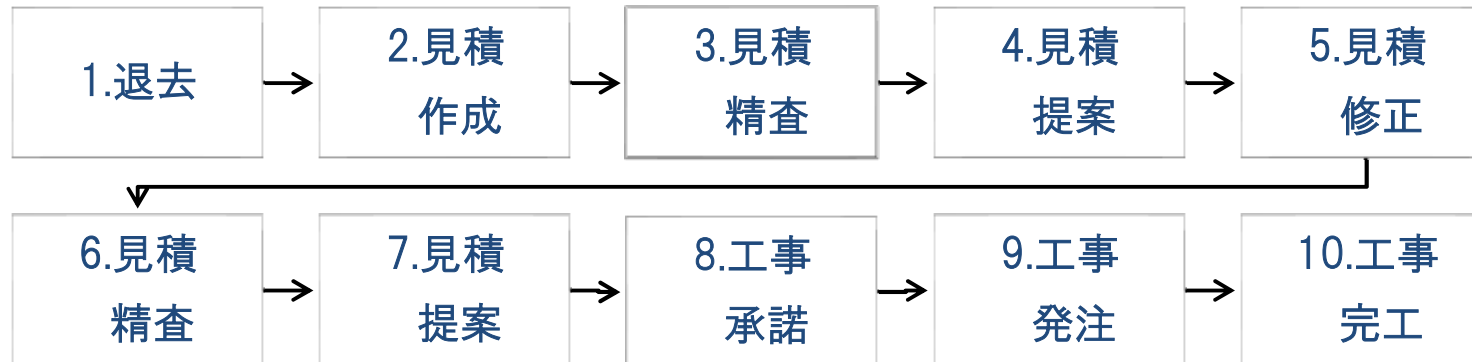 1.退去
2.見積
作成
3.見積
精査
4.見積
提案
5.見積
修正
6.見積
精査
7.見積
提案
8.工事
承諾
9.工事
発注
10.工事
完工